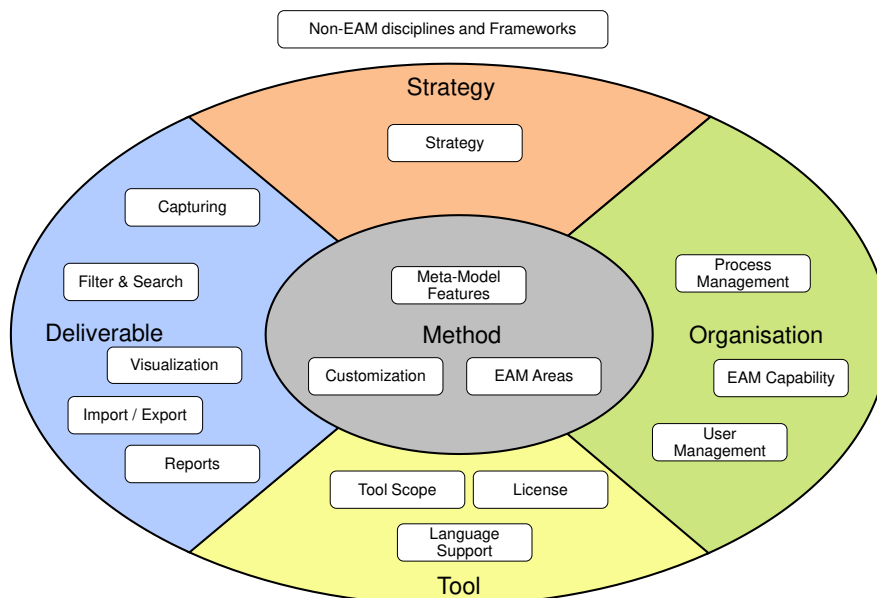 Non-EAM disciplines and Frameworks
Strategy
Strategy
Capturing
Filter & Search
Deliverable
Visualization
Import / Export
Reports
Meta-Model
Features
Method
Customization
EAM Areas
Process
Management
Organisation
EAM Capability
User
Management
Tool Scope
License
Language
Support
Tool